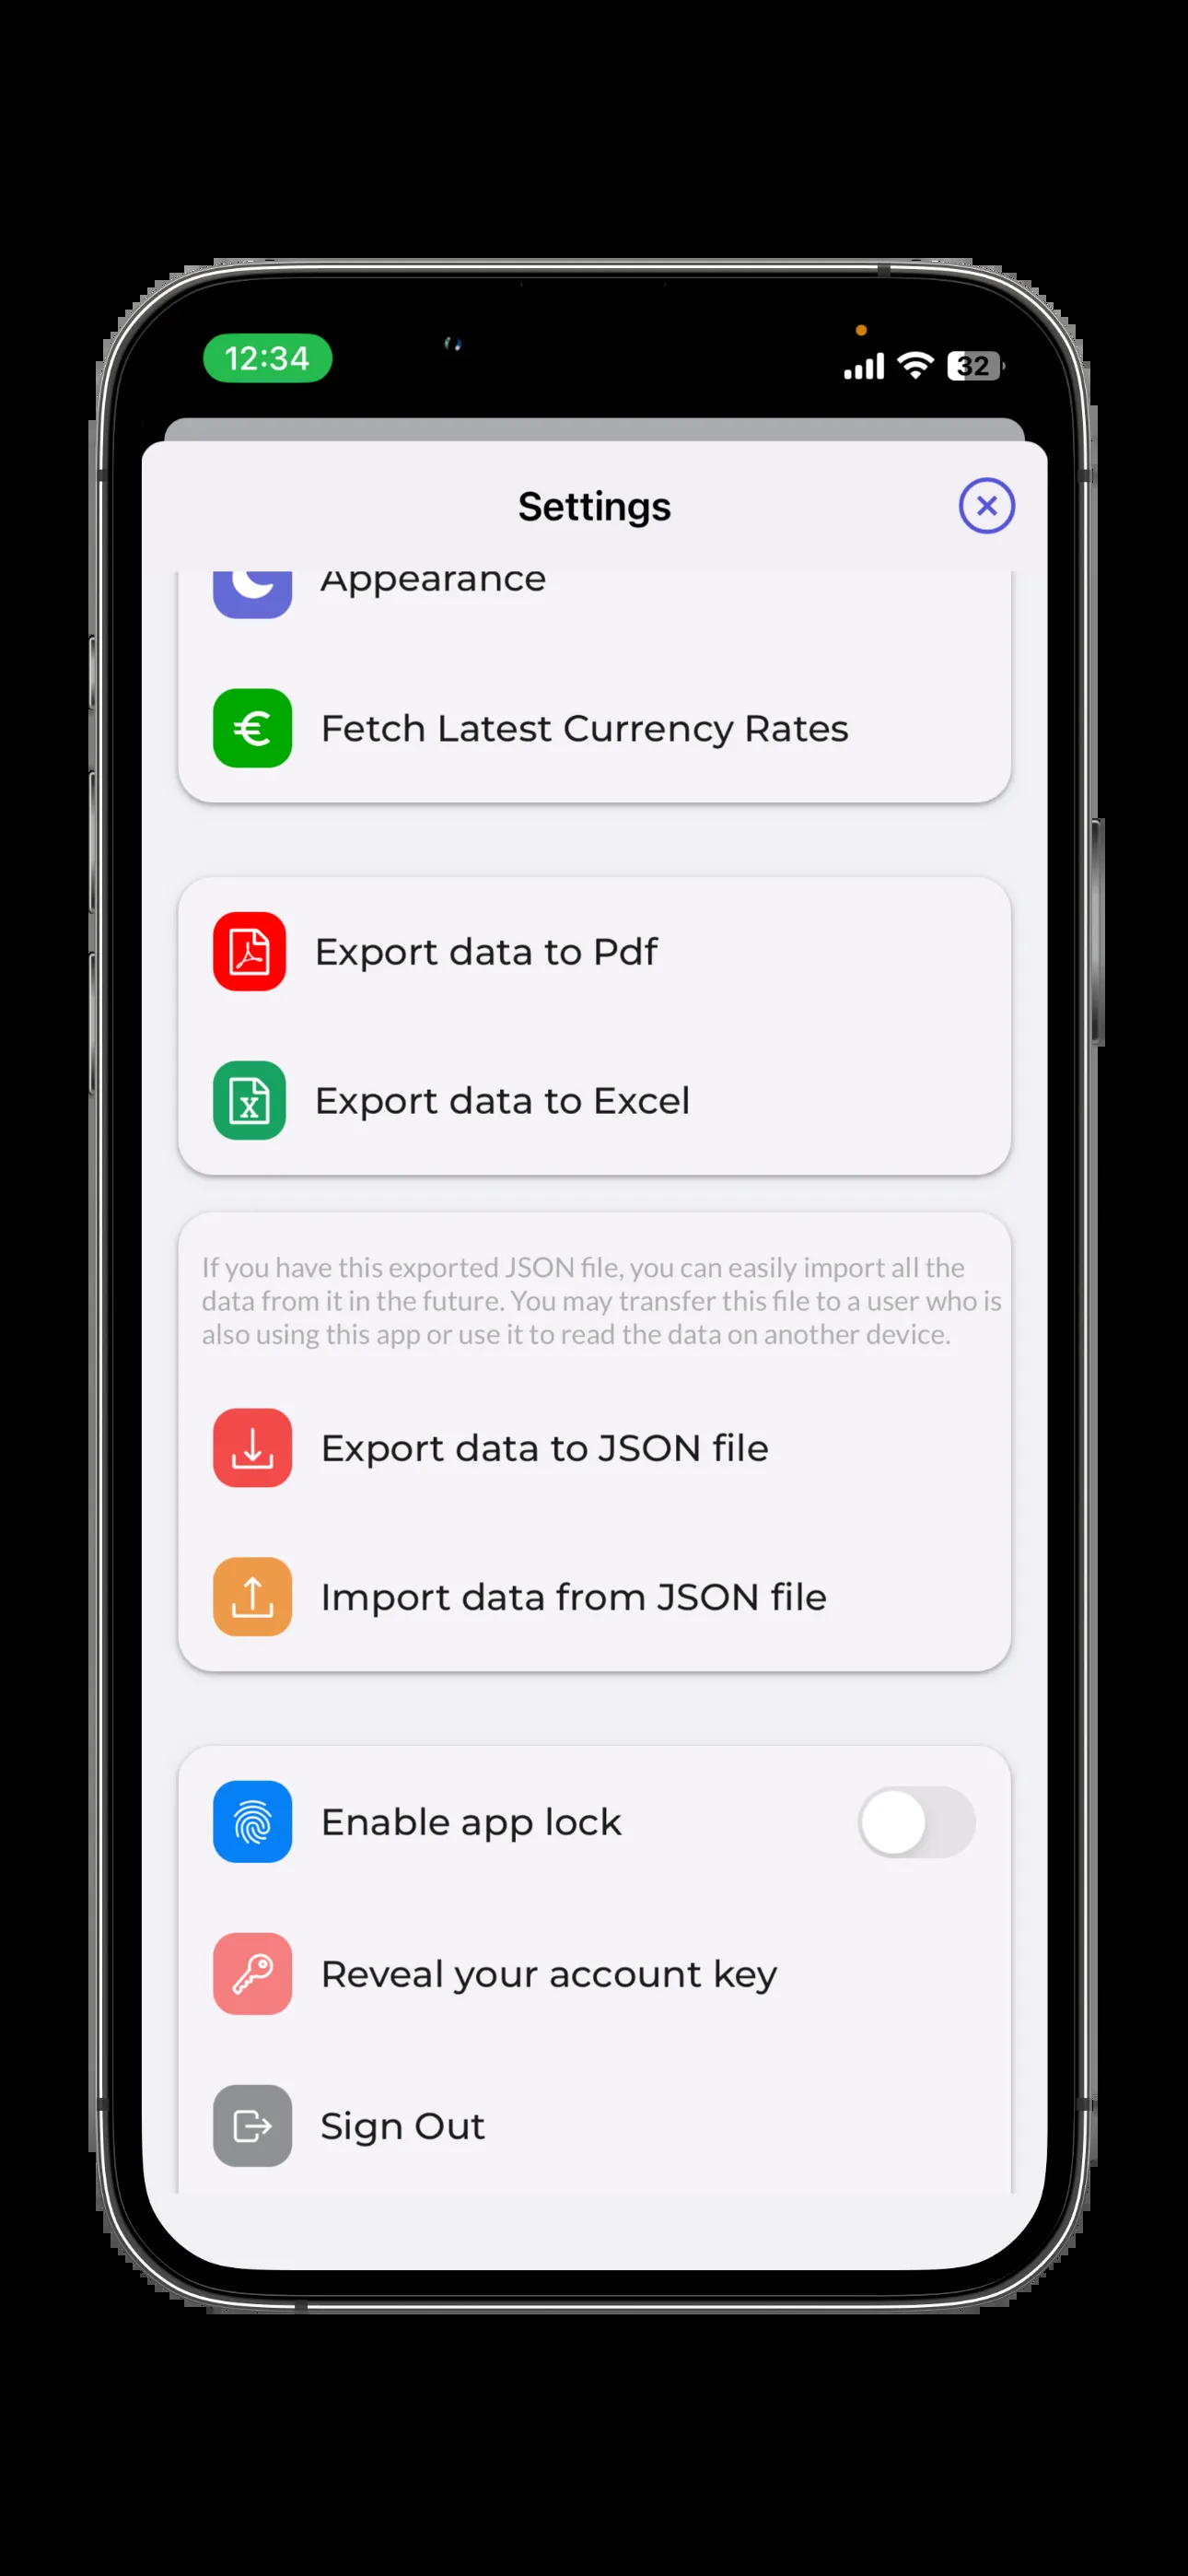 12:34
32
Settings
Appearance
Fetch Latest Currency Rates
Export data to Pdf
Export data to Excel
If you have this exported JSON file, you can easily import all the
data from it in the future. You may transfer this file to a user who is
also using this app or use it to read the data on another device.
Export data to JSON file
Import data from JSON file
Enable app lock
Reveal your account key
Sign Out